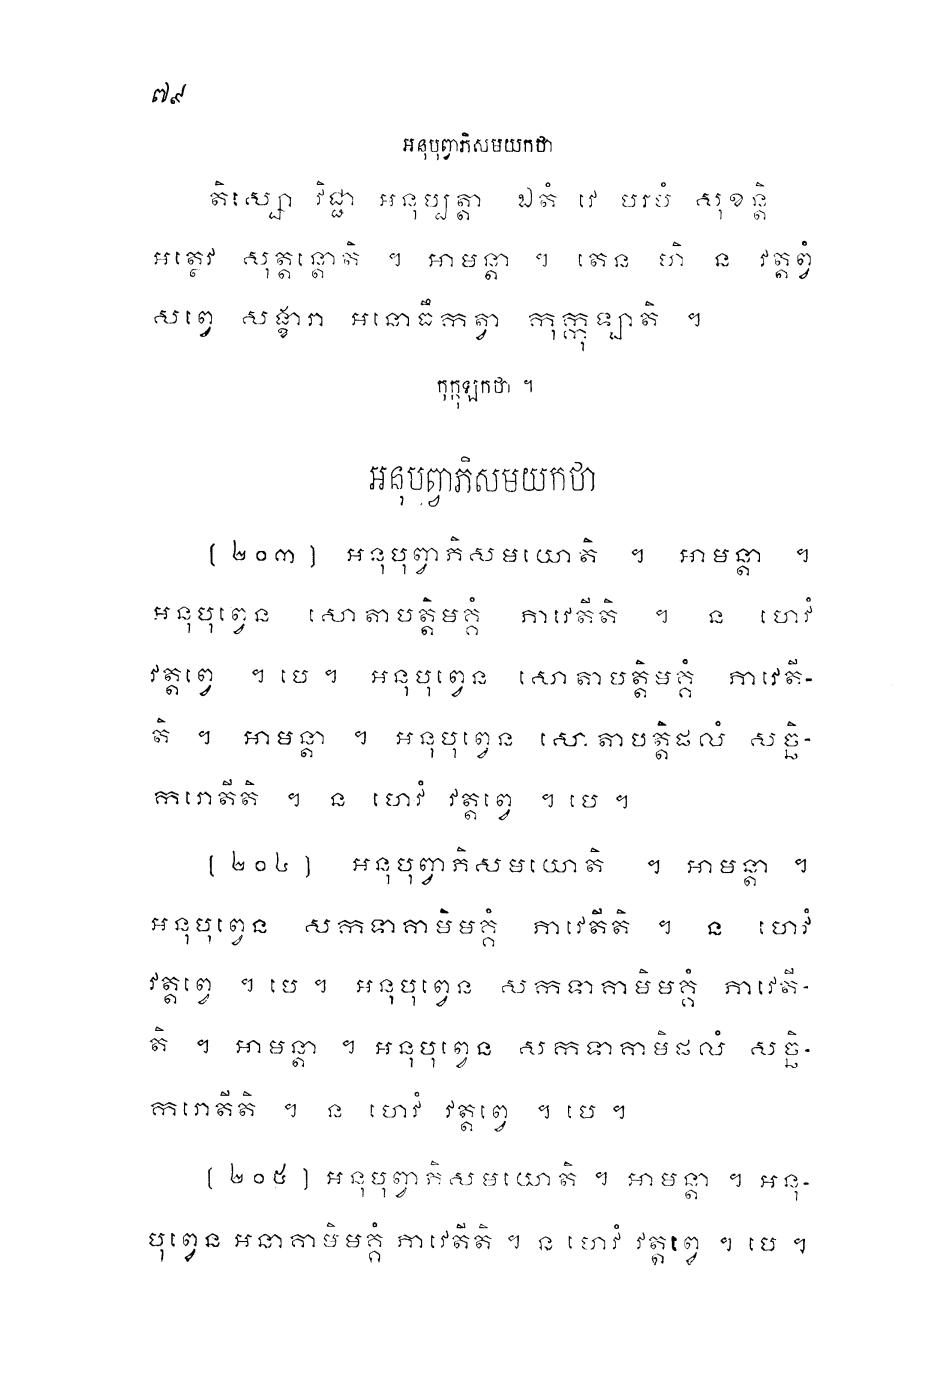 ៧៩
អនុបុព្វាភិសមយកថា
តិស្សោ វិជ្ជា អនុប្បត្តា ឯតំ វេ បរមំ សុខន្តិ
អត្ថេវ សុត្តន្តោតិ ។ អាមន្តា ។ តេន ហិ ន វត្តព្វំ
សព្វេ សង្ខារា អនោធឹកត្វា កុក្កុឡាតិ ។
កុក្កុឡកថា ។
អនុបុព្វាភិសមយកថា
(២០៣) អនុបុព្វាភិសមយោតិ ។ អាមន្តា ។
អនុបុព្វេន សោតាបត្តិមគ្គំ ភាវេតីតិ ។ ន ហេវំ
វត្តព្វេ ។ បេ ។ អនុបុព្វេន សោតាបត្តិមគ្គំ ភាវេតី-
តិ ។ អាមន្តា ។ អនុបុព្វេន សោតាបត្តិផលំ សច្ឆិ-
ករោតីតិ ។ ន ហេវំ វត្តព្វេ ។ បេ ។
(២០៤) អនុបុព្វាភិសមយោតិ ។ អាមន្តា ។
អនុបុព្វេន សកទាគាមិមគ្គំ ភាវេតីតិ ។ ន ហេវំ
វត្តព្វេ ។ បេ ។ អនុបុព្វេន សកទាគាមិមគ្គំ ភាវេតី-
តិ ។ អាមន្តា ។ អនុបុព្វេន សកទាគាមិផលំ សច្ឆិ-
ករោតីតិ ។ ន ហេវំ វត្តព្វេ ។ បេ ។
(២០៥) អនុបុព្វាភិសមយោតិ ។ អាមន្តា ។ អនុ-
បុព្វេន អនាគាមិមគ្គំ ភាវេតីតិ ។ ន ហេវំ វត្តព្វេ ។ បេ ។